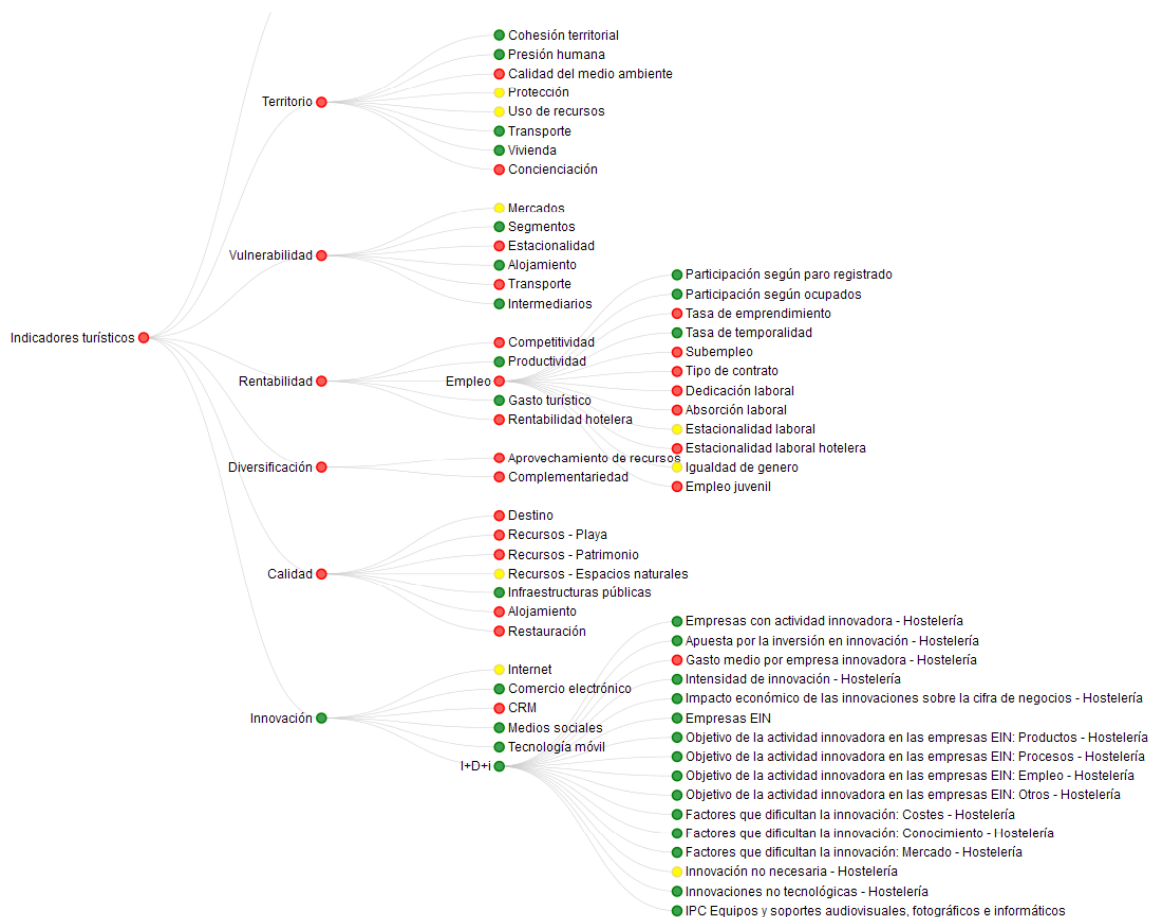 Indicadores turísticos
Territorio
Cohesión territorial
Presión humana
Calidad del medio ambiente
Protección
Uso de recursos
Transporte
Vivienda
Concienciación
Vulnerabilidad
Mercados
Segmentos
Estacionalidad
Alojamiento
Transporte
Intermediarios
Rentabilidad
Competitividad
Productividad
Empleo
Participación según paro registrado
Participación según ocupados
Tasa de emprendimiento
Tasa de temporalidad
Subempleo
Tipo de contrato
Dedicación laboral
Absorción laboral
Estacionalidad laboral
Estacionalidad laboral hotelera
Igualdad de genero
Empleo juvenil
Gasto turístico
Rentabilidad hotelera
Diversificación
Aprovechamiento de recursos
Complementariedad
Calidad
Destino
Recursos - Playa
Recursos - Patrimonio
Recursos - Espacios naturales
Infraestructuras públicas
Alojamiento
Restauración
Innovación
Internet
Comercio electrónico
CRM
Medios sociales
Tecnología móvil
I+D+i
Empresas con actividad innovadora - Hostelería
Apuesta por la inversión en innovación - Hostelería
Gasto medio por empresa innovadora - Hostelería
Intensidad de innovación - Hostelería
Impacto económico de las innovaciones sobre la cifra de negocios - Hostelería
Empresas EIN
Objetivo de la actividad innovadora en las empresas EIN: Productos - Hostelería
Objetivo de la actividad innovadora en las empresas EIN: Procesos - Hostelería
Objetivo de la actividad innovadora en las empresas EIN: Empleo - Hostelería
Objetivo de la actividad innovadora en las empresas EIN: Otros - Hostelería
Factores que dificultan la innovación: Costes - Hostelería
Factores que dificultan la innovación: Conocimiento - Hostelería
Factores que dificultan la innovación: Mercado - Hostelería
Innovación no necesaria - Hostelería
Innovaciones no tecnológicas - Hostelería
IPC Equipos y soportes audiovisuales, fotográficos e informáticos